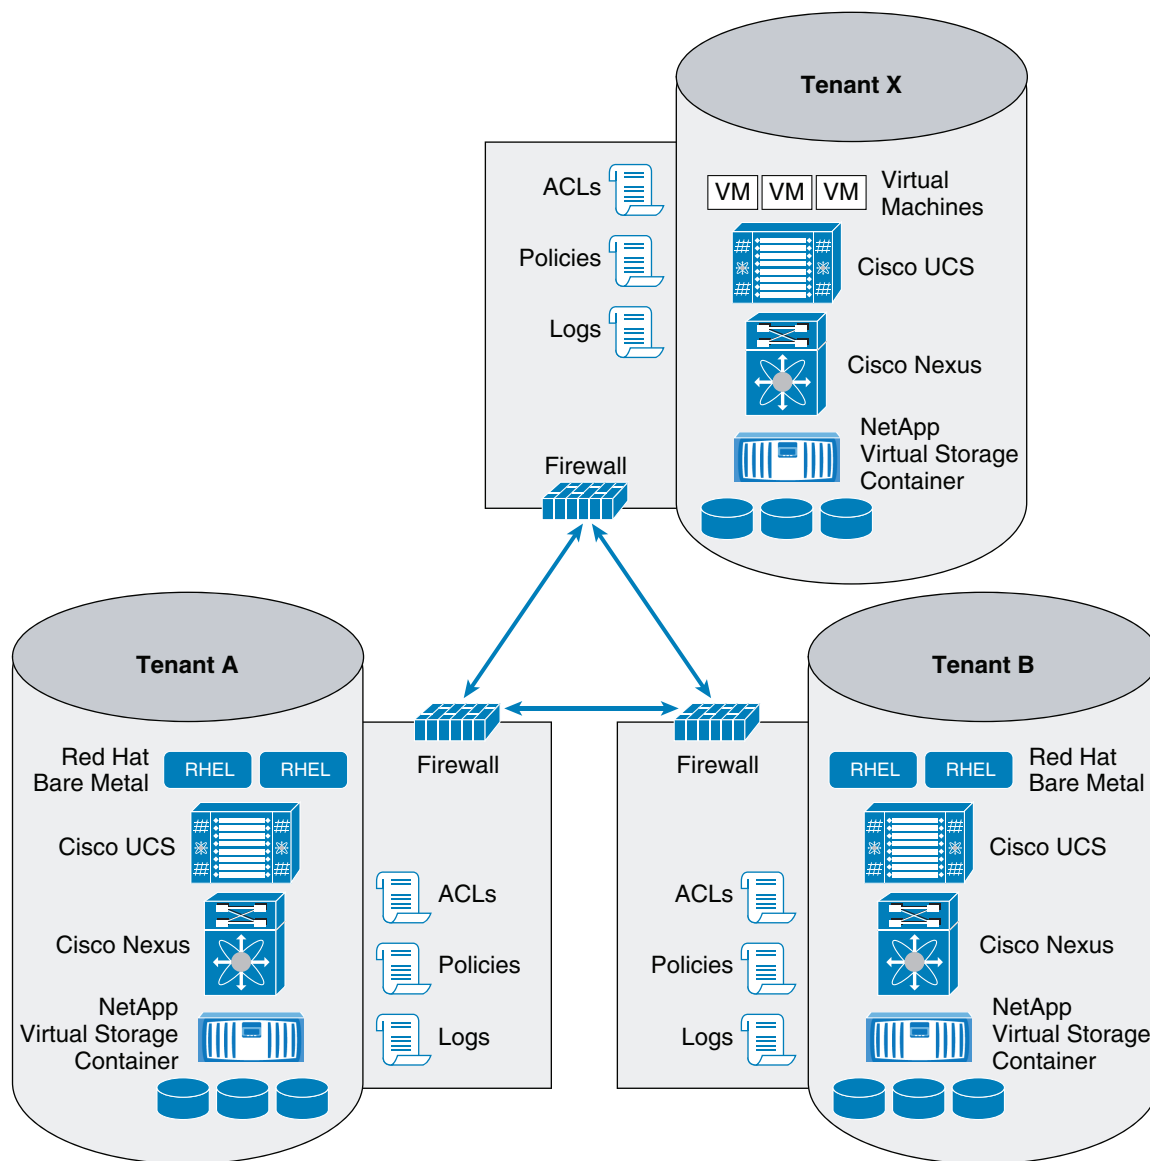 Tenant X
ACLs
Policies
Logs
Firewall
VM VM VM
Virtual
Machines
Cisco UCS
Cisco Nexus
NetApp
Virtual Storage
Container
Tenant A
Red Hat
Bare Metal
RHEL RHEL
Cisco UCS
Cisco Nexus
NetApp
Virtual Storage
Container
Firewall
ACLs
Policies
Logs
Firewall
ACLs
Policies
Logs
Tenant B
RHEL RHEL
Red Hat
Bare Metal
Cisco UCS
Cisco Nexus
NetApp
Virtual Storage
Container